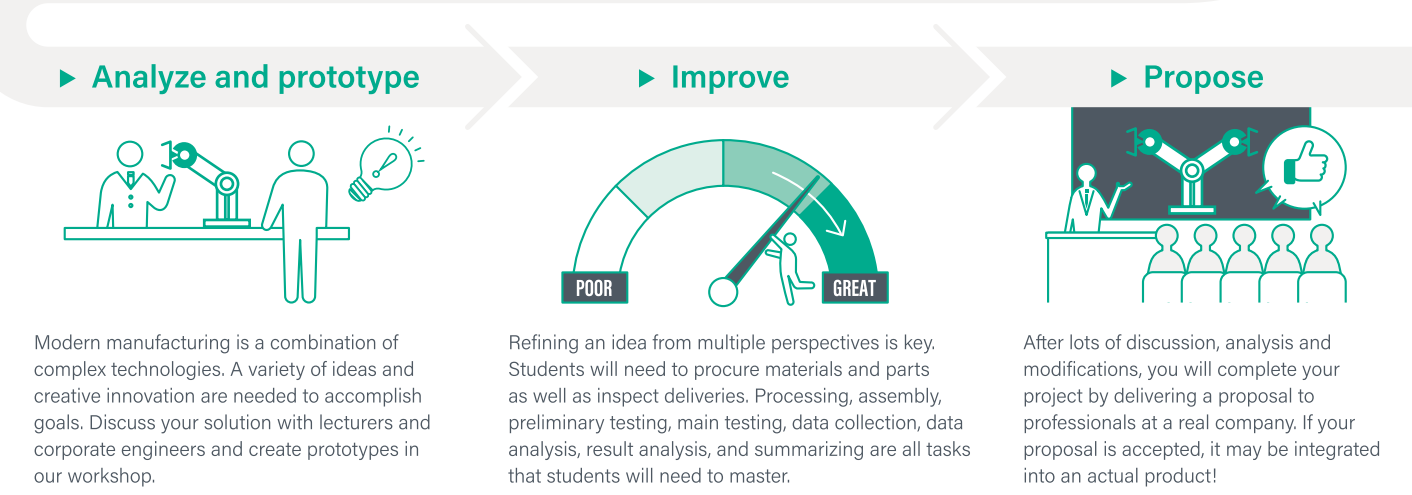 Analyze and prototype
Improve
Propose
POOR
GREAT
Modern manufacturing is a combination of
complex technologies. A variety of ideas and
creative innovation are needed to accomplish
goals. Discuss your solution with lecturers and
corporate engineers and create prototypes in
our workshop.
Refining an idea from multiple perspectives is key.
Students will need to procure materials and parts
as well as inspect deliveries. Processing, assembly,
preliminary testing, main testing, data collection, data
analysis, result analysis, and summarizing are all tasks
that students will need to master.
After lots of discussion, analysis and
modifications, you will complete your
project by delivering a proposal to
professionals at a real company. If your
proposal is accepted, it may be integrated
into an actual product!